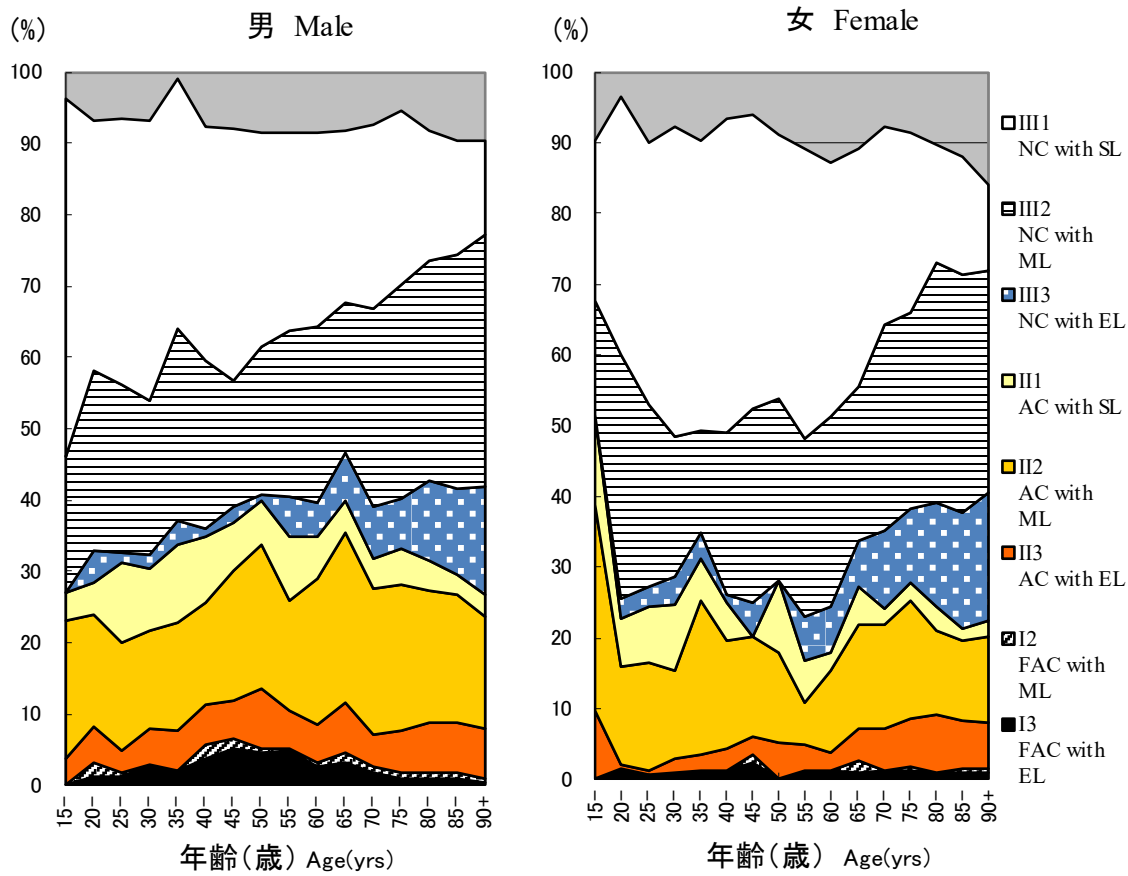 男 Male
(%)
100
90
80
70
60
50
40
30
20
10
0
15
20
25
30
35
40
45
50
55
60
65
70
75
80
85
90+
年齢(歳) Age(yrs)
女 Female
(%)
100
90
80
70
60
50
40
30
20
10
0
15
20
25
30
35
40
45
50
55
60
65
70
75
80
85
90+
年齢(歳) Age(yrs)
III1
NC with SL
III2
NC with
ML
III3
NC with EL
II1
AC with SL
II2
AC with
ML
II3
AC with EL
I2
FAC with
ML
I3
FAC with
EL